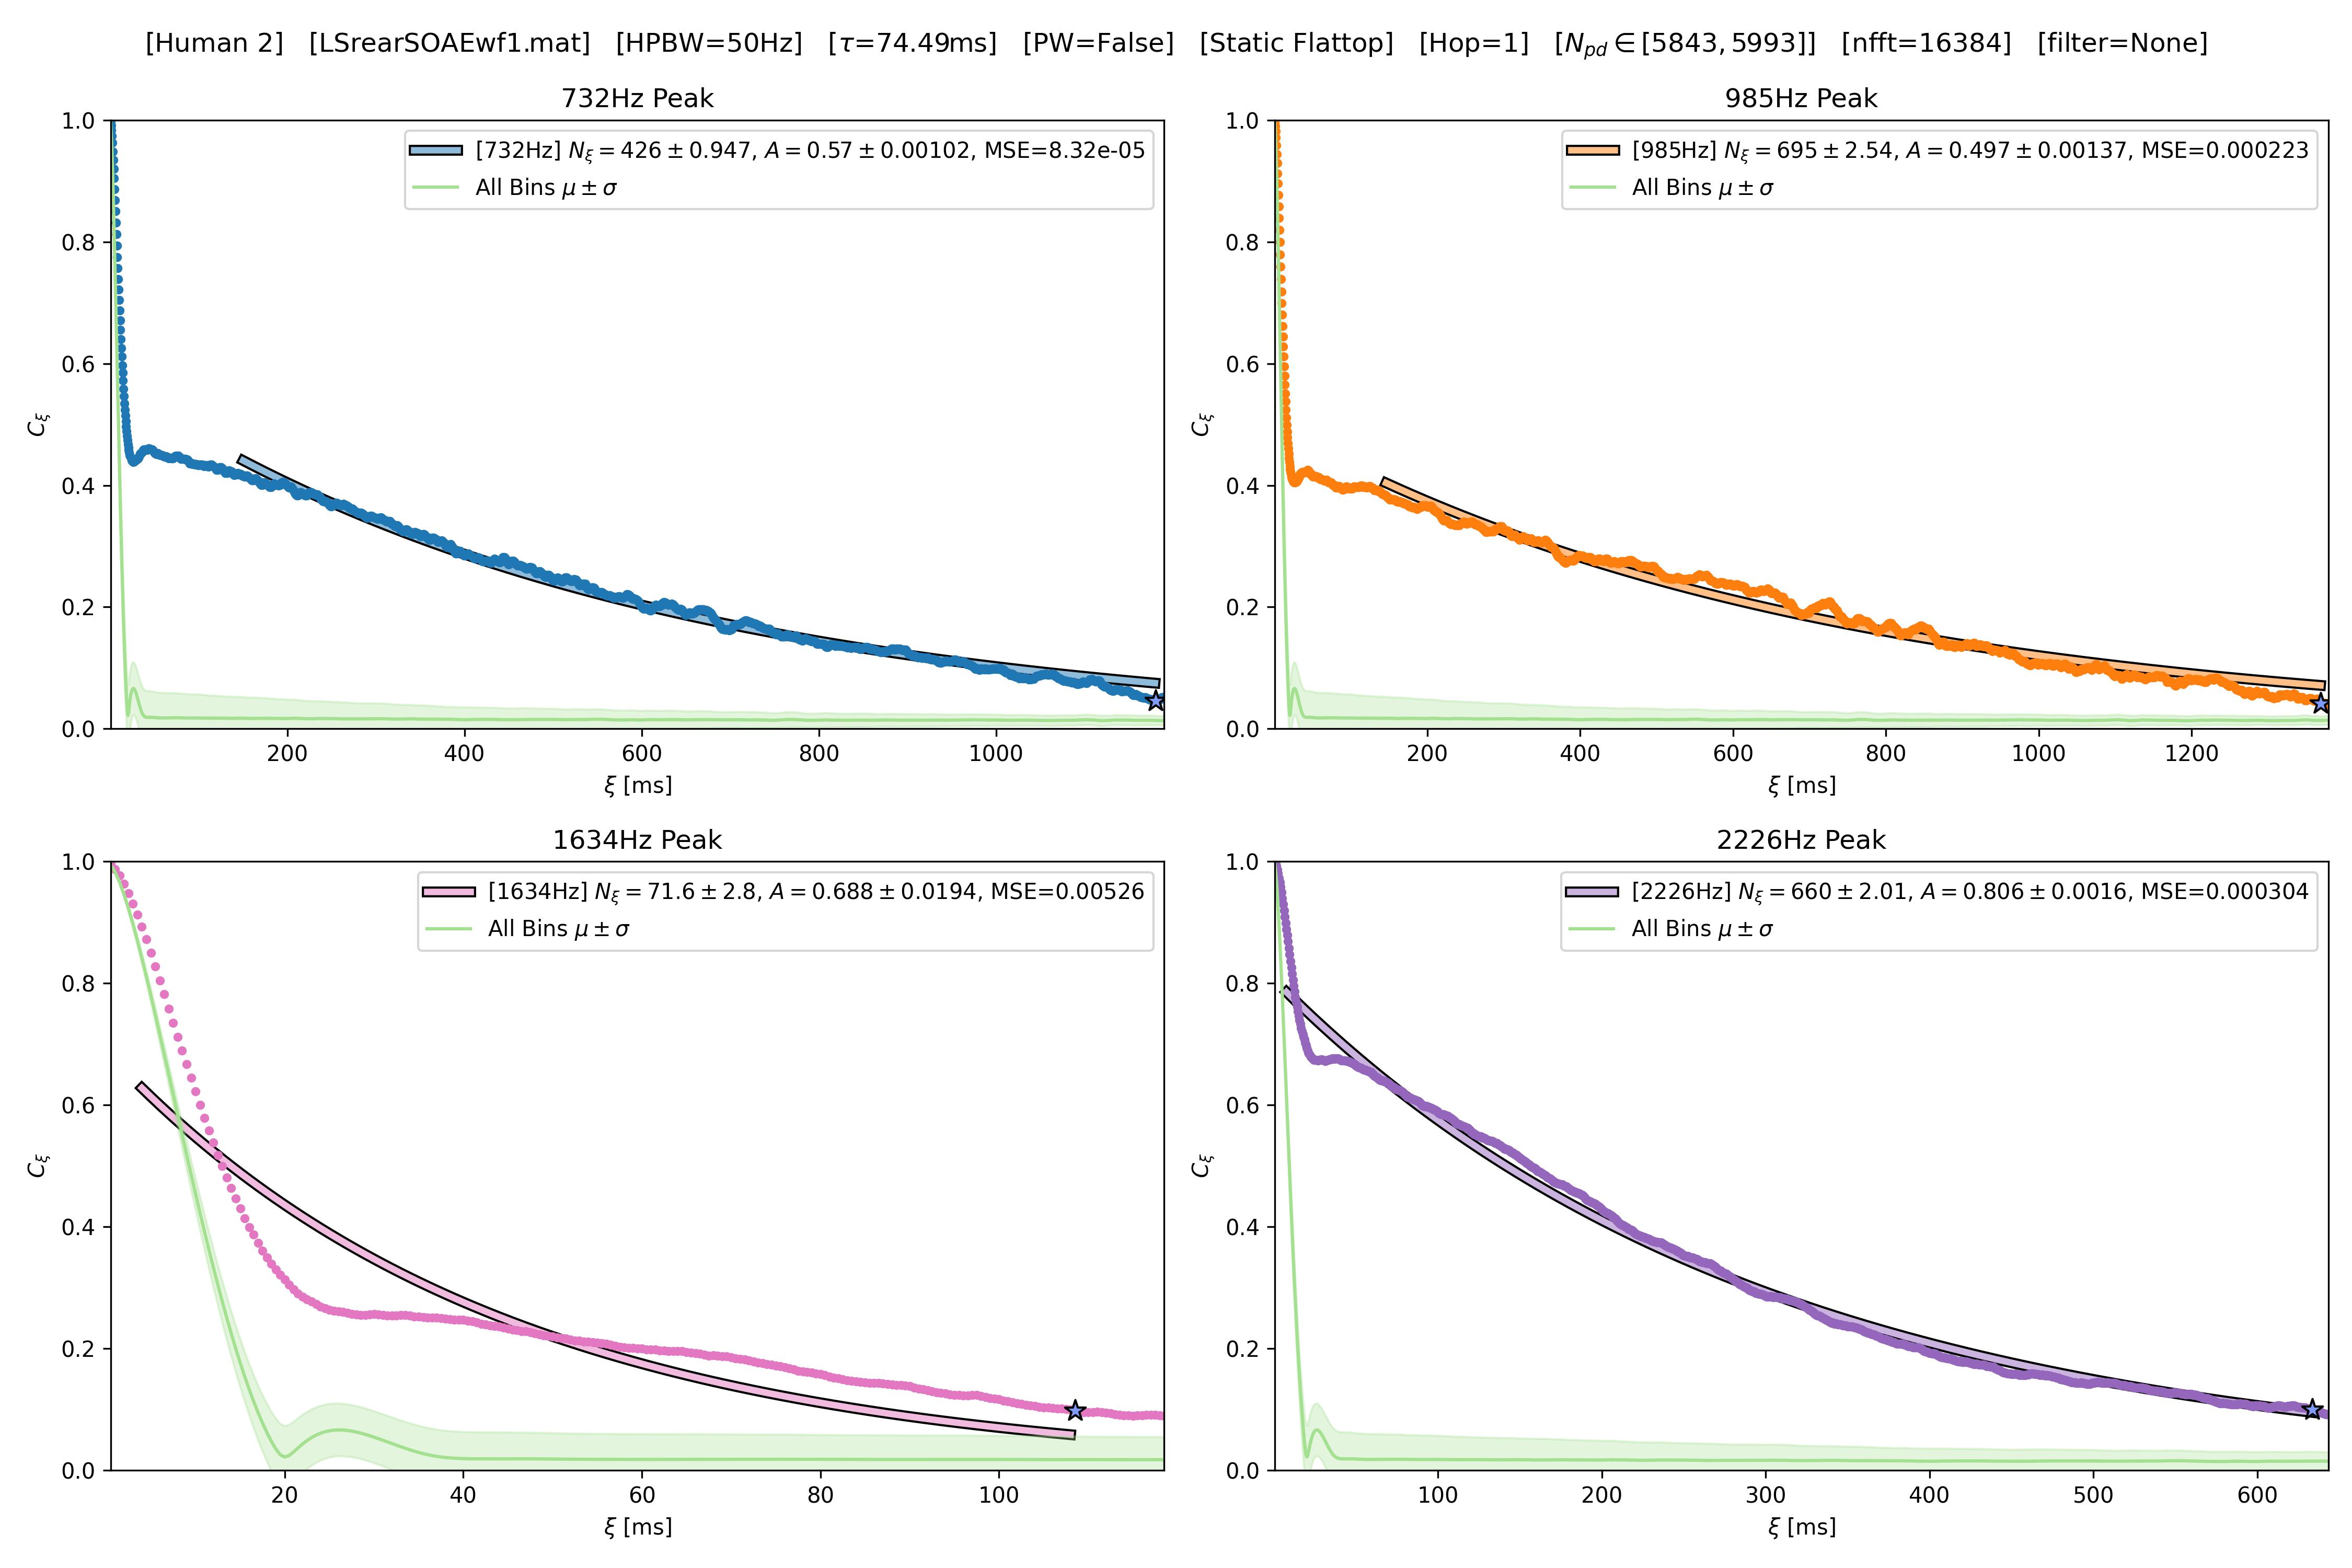 [Human 2] [LSrearSOAEwf1.mat] [HPBW=50Hz] [τ=74.49ms] [PW=False] [Static Flattop] [Hop=1] [N_pd ∈ [5843, 5993]] [nfft=16384] [filter=None]
732Hz Peak
[732Hz] N_ξ = 426 ± 0.947, A = 0.57 ± 0.00102, MSE=8.32e-05
All Bins μ ± σ
1.0
0.8
0.6
0.4
0.2
0.0
C_ξ
200 400 600 800 1000
ξ [ms]
985Hz Peak
[985Hz] N_ξ = 695 ± 2.54, A = 0.497 ± 0.00137, MSE=0.000223
All Bins μ ± σ
1.0
0.8
0.6
0.4
0.2
0.0
C_ξ
200 400 600 800 1000 1200
ξ [ms]
1634Hz Peak
[1634Hz] N_ξ = 71.6 ± 2.8, A = 0.688 ± 0.0194, MSE=0.00526
All Bins μ ± σ
1.0
0.8
0.6
0.4
0.2
0.0
C_ξ
20 40 60 80 100
ξ [ms]
2226Hz Peak
[2226Hz] N_ξ = 660 ± 2.01, A = 0.806 ± 0.0016, MSE=0.000304
All Bins μ ± σ
1.0
0.8
0.6
0.4
0.2
0.0
C_ξ
100 200 300 400 500 600
ξ [ms]